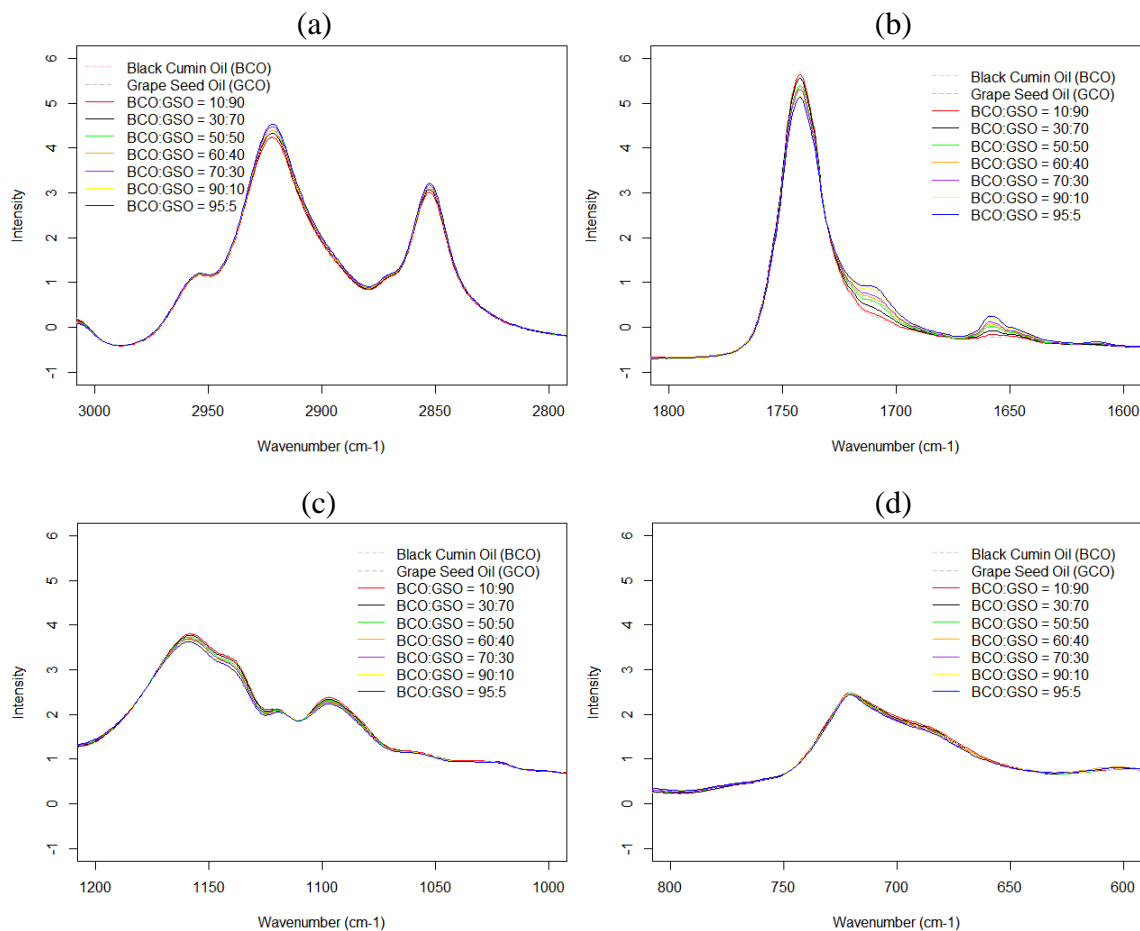 (a)
6
5
4
3
2
1
0
-1
Intensity
Black Cumin Oil (BCO)
Grape Seed Oil (GCO)
BCO:GSO = 10:90
BCO:GSO = 30:70
BCO:GSO = 50:50
BCO:GSO = 60:40
BCO:GSO = 70:30
BCO:GSO = 90:10
BCO:GSO = 95:5
3000 2950 2900 2850 2800
Wavenumber (cm-1)
(b)
6
5
4
3
2
1
0
-1
Intensity
Black Cumin Oil (BCO)
Grape Seed Oil (GCO)
BCO:GSO = 10:90
BCO:GSO = 30:70
BCO:GSO = 50:50
BCO:GSO = 60:40
BCO:GSO = 70:30
BCO:GSO = 90:10
BCO:GSO = 95:5
1800 1750 1700 1650 1600
Wavenumber (cm-1)
(c)
6
5
4
3
2
1
0
-1
Intensity
Black Cumin Oil (BCO)
Grape Seed Oil (GCO)
BCO:GSO = 10:90
BCO:GSO = 30:70
BCO:GSO = 50:50
BCO:GSO = 60:40
BCO:GSO = 70:30
BCO:GSO = 90:10
BCO:GSO = 95:5
1200 1150 1100 1050 1000
Wavenumber (cm-1)
(d)
6
5
4
3
2
1
0
-1
Intensity
Black Cumin Oil (BCO)
Grape Seed Oil (GCO)
BCO:GSO = 10:90
BCO:GSO = 30:70
BCO:GSO = 50:50
BCO:GSO = 60:40
BCO:GSO = 70:30
BCO:GSO = 90:10
BCO:GSO = 95:5
800 750 700 650 600
Wavenumber (cm-1)